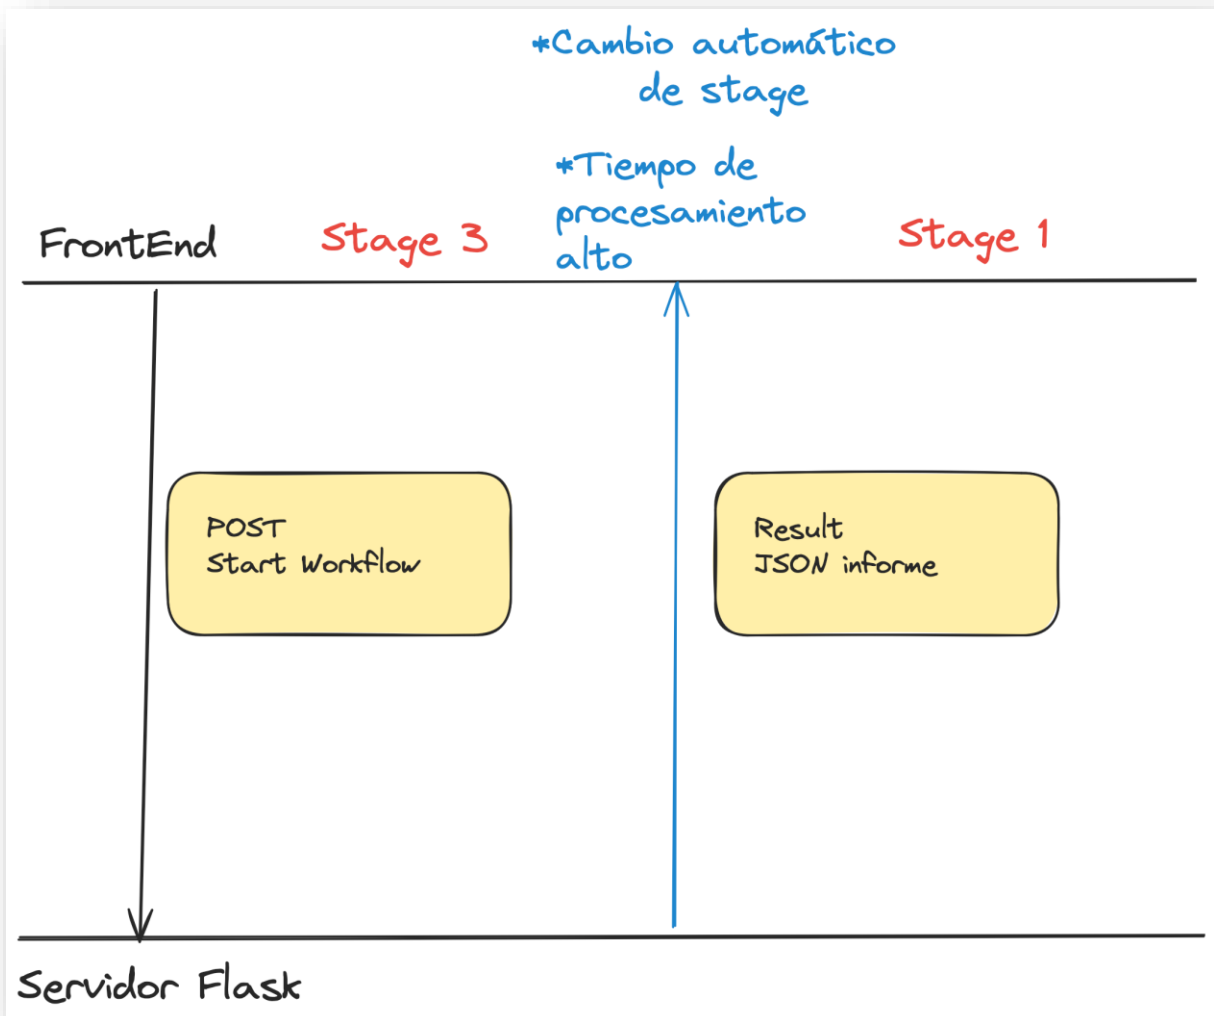 *Cambio automático
de stage
*Tiempo de
procesamiento
alto
FrontEnd
Stage 3
Stage 1
POST
Start Workflow
Result
JSON informe
Servidor Flask